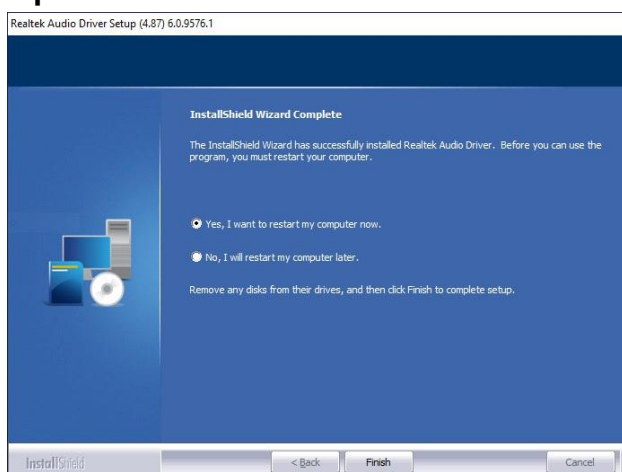 Realtek Audio Driver Setup (4.87) 6.0.9576.1
InstallShield Wizard Complete
The InstallShield Wizard has successfully installed Realtek Audio Driver. Before you can use the
program, you must restart your computer.
Yes, I want to restart my computer now.
No, I will restart my computer later.
Remove any disks from their drives, and then click Finish to complete setup.
InstallShield
< Back
Finish
Cancel